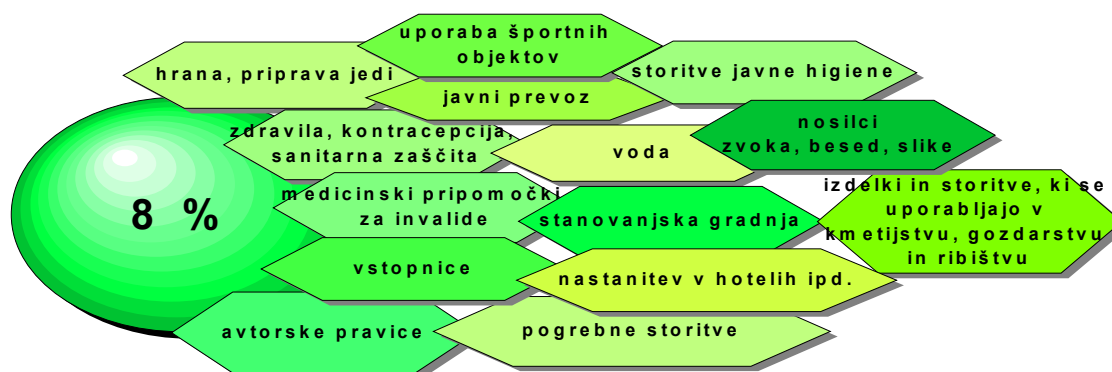 uporaba športnih
objektov
hrana, priprava jedi
storitve javne higiene
javni prevoz
zdravila, kontracepcija,
sanitarna zaščita
voda
nosilci
zvoka, besed, slike
8 %
medicinski pripomočki
za invalide
stanovanjska gradnja
izdelki in storitve, ki se
uporabljajo v
kmetijstvu, gozdarstvu
in ribištvu
vstopnice
nastanitev v hotelih ipd.
avtorske pravice
pogrebne storitve